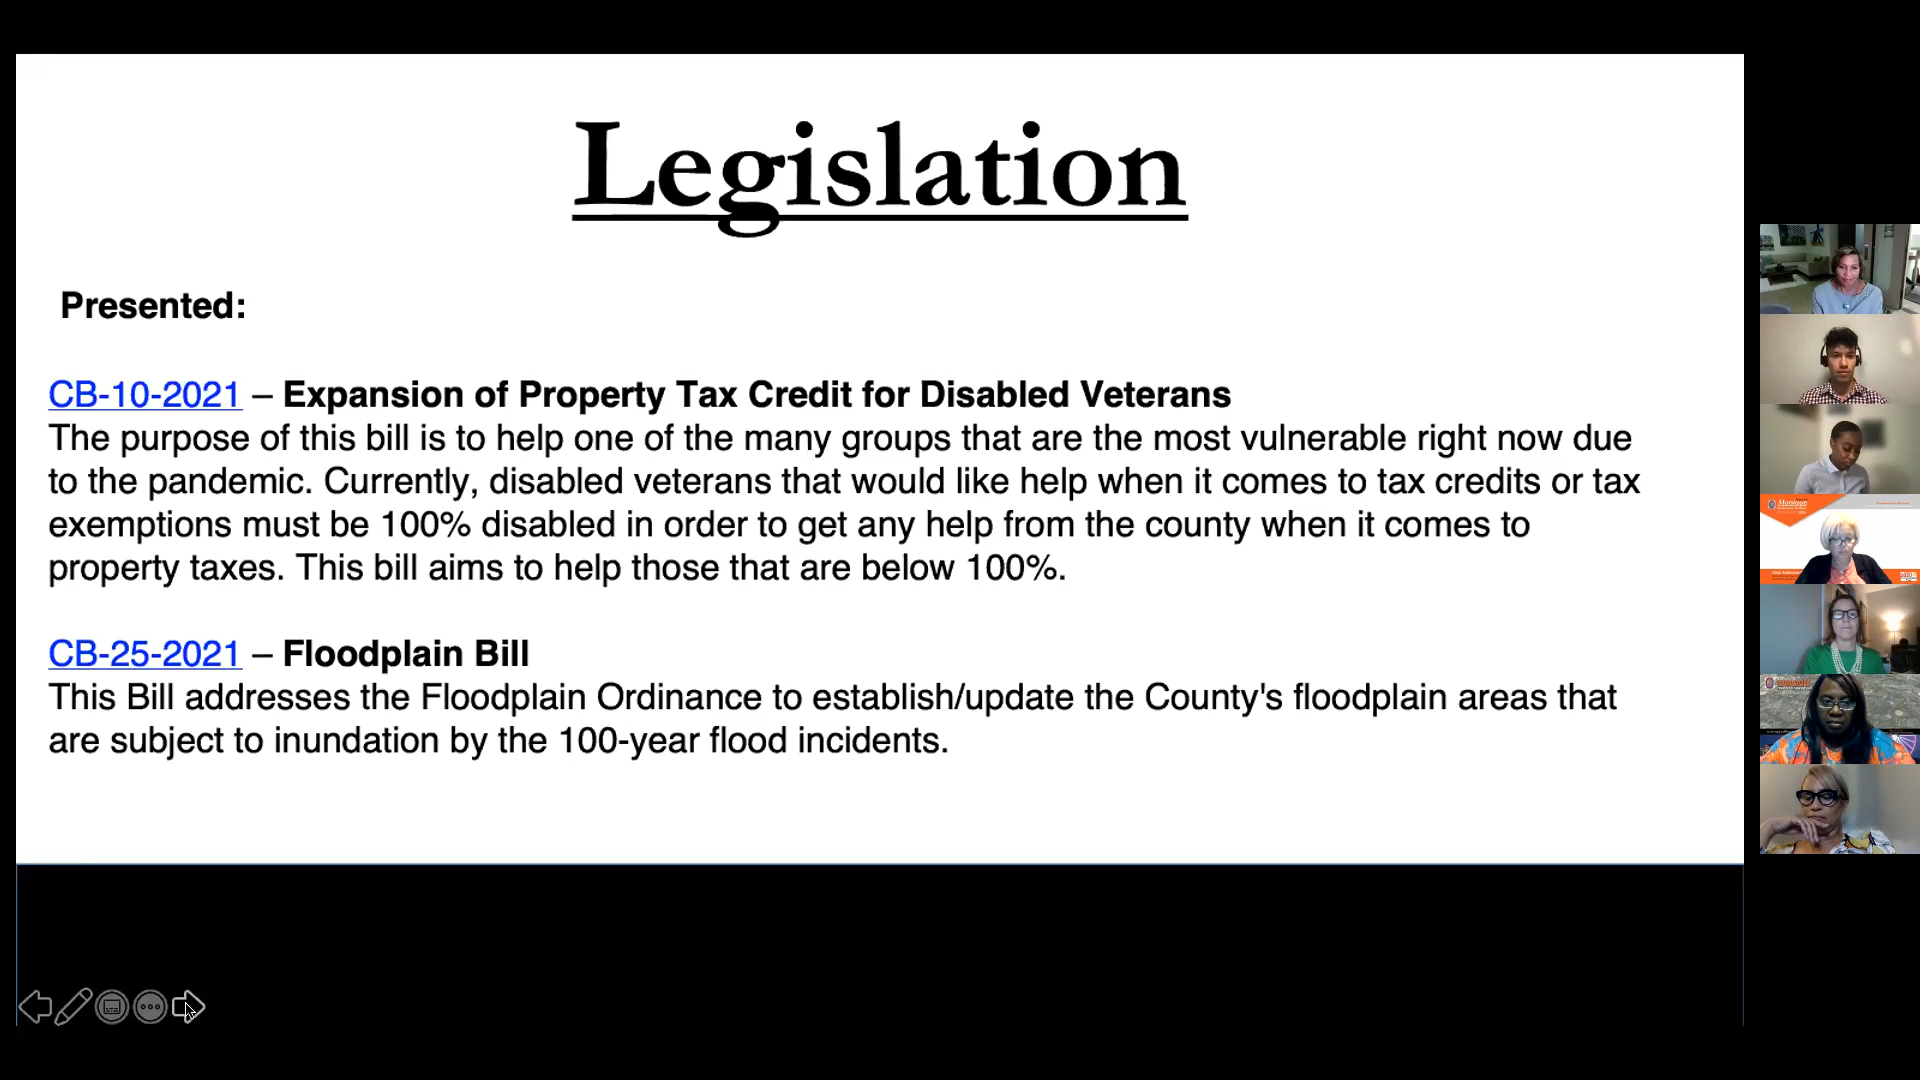 Legislation
Presented:
CB-10-2021 – Expansion of Property Tax Credit for Disabled Veterans
The purpose of this bill is to help one of the many groups that are the most vulnerable right now due
to the pandemic. Currently, disabled veterans that would like help when it comes to tax credits or tax
exemptions must be 100% disabled in order to get any help from the county when it comes to
property taxes. This bill aims to help those that are below 100%.
CB-25-2021 – Floodplain Bill
This Bill addresses the Floodplain Ordinance to establish/update the County's floodplain areas that
are subject to inundation by the 100-year flood incidents.
Monique